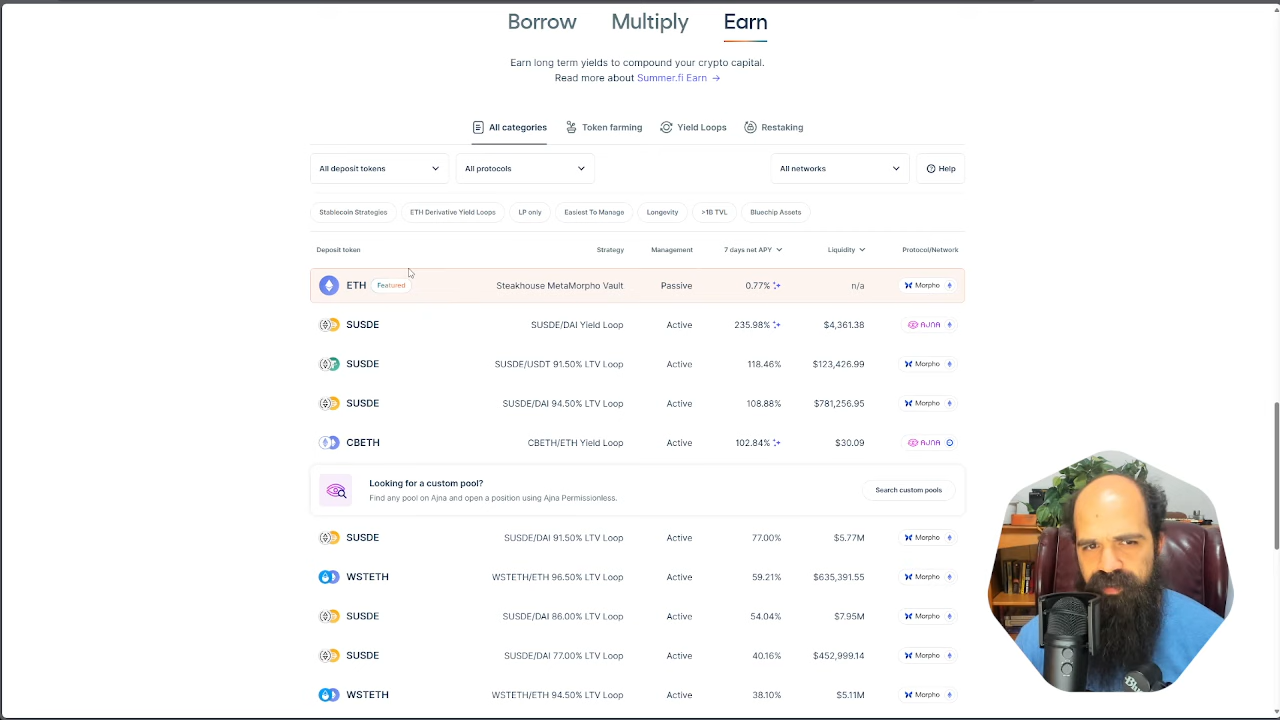 Borrow Multiply Earn
Earn long term yields to compound your crypto capital.
Read more about Summer.fi Earn →
All categories Token farming Yield Loops Restaking
All deposit tokens All protocols All networks Help
Stablecoin Strategies ETH Derivative Yield Loops LP only Easiest To Manage Longevity >1B TVL Bluechip Assets
Deposit token Strategy Management 7 days net APY Liquidity Protocol/Network
ETH Featured Steakhouse MetaMorpho Vault Passive 0.77% n/a Morpho
SUSDE SUSDE/DAI Yield Loop Active 235.98% $4,361.38 AJNA
SUSDE SUSDE/USDT 91.50% LTV Loop Active 118.46% $123,426.99 Morpho
SUSDE SUSDE/DAI 94.50% LTV Loop Active 108.88% $781,256.95 Morpho
CBETH CBETH/ETH Yield Loop Active 102.84% $30.09 AJNA
Looking for a custom pool?
Find any pool on Ajna and open a position using Ajna Permissionless.
Search custom pools
SUSDE SUSDE/DAI 91.50% LTV Loop Active 77.00% $5.77M Morpho
WSTETH WSTETH/ETH 96.50% LTV Loop Active 59.21% $635,391.55 Morpho
SUSDE SUSDE/DAI 86.00% LTV Loop Active 54.04% $7.95M Morpho
SUSDE SUSDE/DAI 77.00% LTV Loop Active 40.16% $452,999.14 Morpho
WSTETH WSTETH/ETH 94.50% LTV Loop Active 38.10% $5.11M Morpho